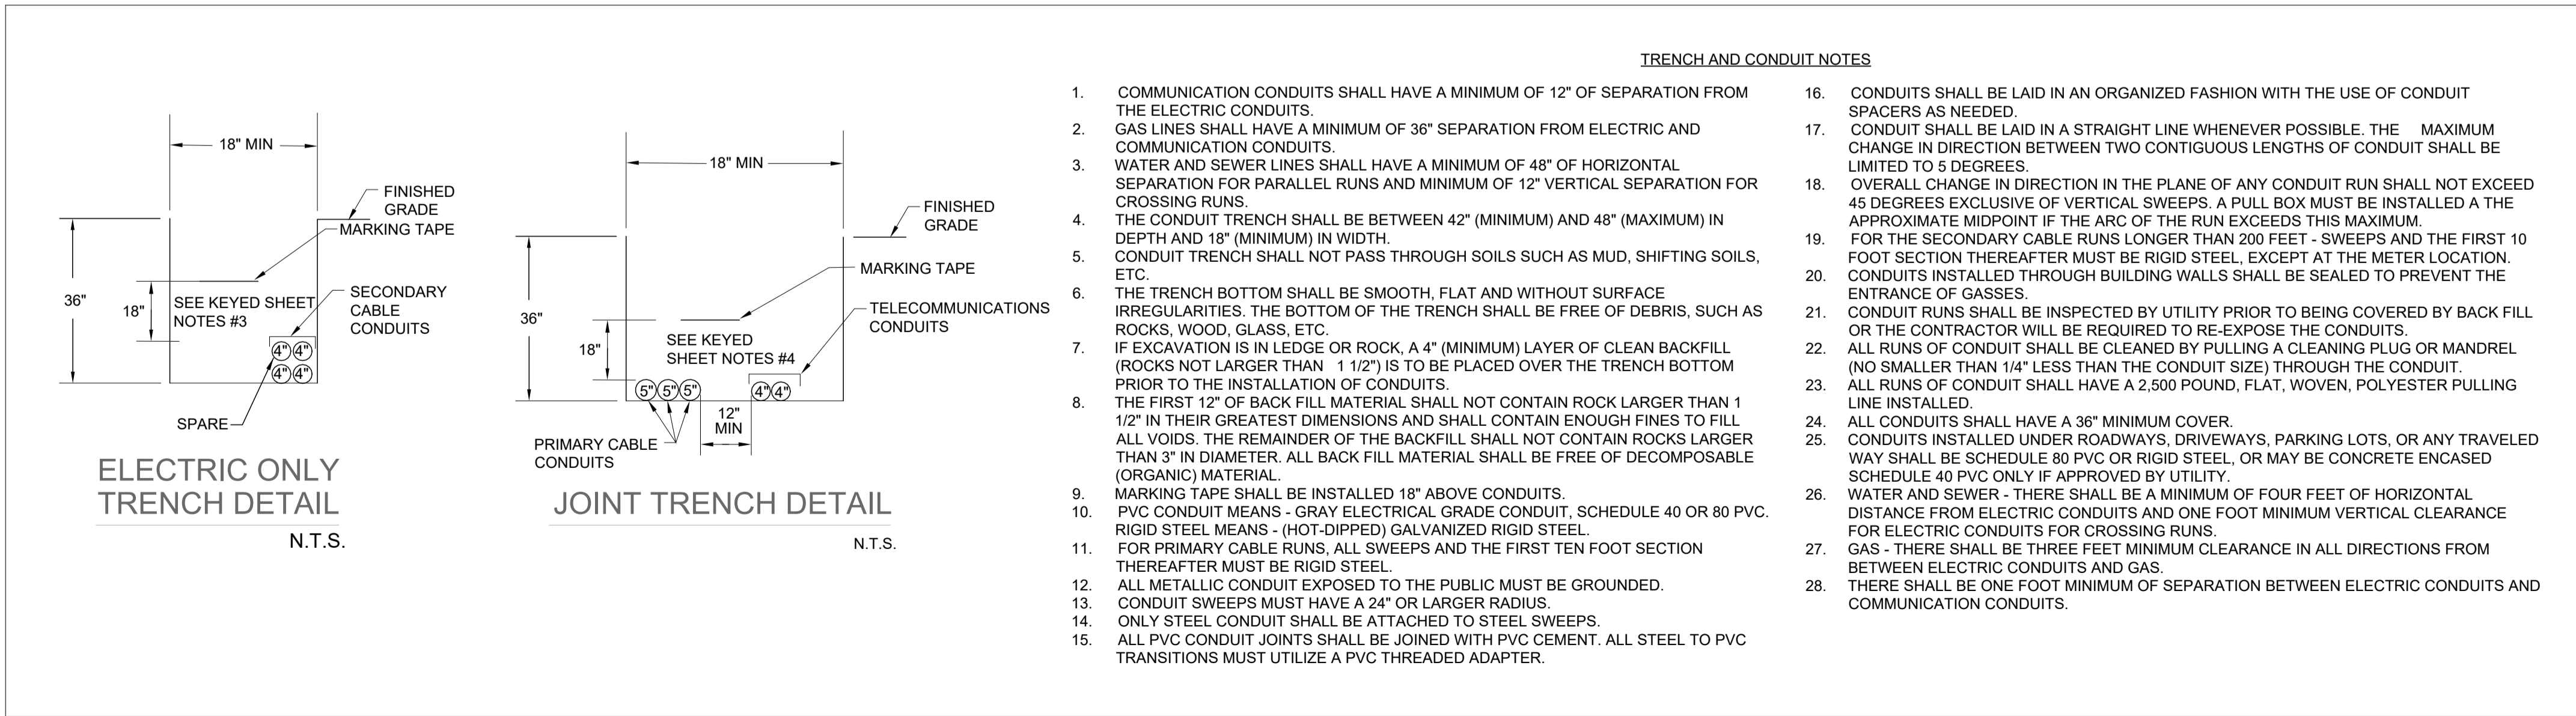 18" MIN
FINISHED
GRADE
MARKING TAPE
36"
18"
SEE KEYED SHEET
NOTES #3
SECONDARY
CABLE
CONDUITS
4" 4"
4" 4"
SPARE
ELECTRIC ONLY
TRENCH DETAIL
N.T.S.
18" MIN
FINISHED
GRADE
MARKING TAPE
TELECOMMUNICATIONS
CONDUITS
36"
18"
SEE KEYED
SHEET NOTES #4
5" 5" 5"
4" 4"
12"
MIN
PRIMARY CABLE
CONDUITS
JOINT TRENCH DETAIL
N.T.S.
TRENCH AND CONDUIT NOTES
1. COMMUNICATION CONDUITS SHALL HAVE A MINIMUM OF 12" OF SEPARATION FROM
THE ELECTRIC CONDUITS.
2. GAS LINES SHALL HAVE A MINIMUM OF 36" SEPARATION FROM ELECTRIC AND
COMMUNICATION CONDUITS.
3. WATER AND SEWER LINES SHALL HAVE A MINIMUM OF 48" OF HORIZONTAL
SEPARATION FOR PARALLEL RUNS AND MINIMUM OF 12" VERTICAL SEPARATION FOR
CROSSING RUNS.
4. THE CONDUIT TRENCH SHALL BE BETWEEN 42" (MINIMUM) AND 48" (MAXIMUM) IN
DEPTH AND 18" (MINIMUM) IN WIDTH.
5. CONDUIT TRENCH SHALL NOT PASS THROUGH SOILS SUCH AS MUD, SHIFTING SOILS,
ETC.
6. THE TRENCH BOTTOM SHALL BE SMOOTH, FLAT AND WITHOUT SURFACE
IRREGULARITIES. THE BOTTOM OF THE TRENCH SHALL BE FREE OF DEBRIS, SUCH AS
ROCKS, WOOD, GLASS, ETC.
7. IF EXCAVATION IS IN LEDGE OR ROCK, A 4" (MINIMUM) LAYER OF CLEAN BACKFILL
(ROCKS NOT LARGER THAN 1 1/2") IS TO BE PLACED OVER THE TRENCH BOTTOM
PRIOR TO THE INSTALLATION OF CONDUITS.
8. THE FIRST 12" OF BACK FILL MATERIAL SHALL NOT CONTAIN ROCK LARGER THAN 1
1/2" IN THEIR GREATEST DIMENSIONS AND SHALL CONTAIN ENOUGH FINES TO FILL
ALL VOIDS. THE REMAINDER OF THE BACKFILL SHALL NOT CONTAIN ROCKS LARGER
THAN 3" IN DIAMETER. ALL BACK FILL MATERIAL SHALL BE FREE OF DECOMPOSABLE
(ORGANIC) MATERIAL.
9. MARKING TAPE SHALL BE INSTALLED 18" ABOVE CONDUITS.
10. PVC CONDUIT MEANS - GRAY ELECTRICAL GRADE CONDUIT, SCHEDULE 40 OR 80 PVC.
RIGID STEEL MEANS - (HOT-DIPPED) GALVANIZED RIGID STEEL.
11. FOR PRIMARY CABLE RUNS, ALL SWEEPS AND THE FIRST TEN FOOT SECTION
THEREAFTER MUST BE RIGID STEEL.
12. ALL METALLIC CONDUIT EXPOSED TO THE PUBLIC MUST BE GROUNDED.
13. CONDUIT SWEEPS MUST HAVE A 24" OR LARGER RADIUS.
14. ONLY STEEL CONDUIT SHALL BE ATTACHED TO STEEL SWEEPS.
15. ALL PVC CONDUIT JOINTS SHALL BE JOINED WITH PVC CEMENT. ALL STEEL TO PVC
TRANSITIONS MUST UTILIZE A PVC THREADED ADAPTER.
16. CONDUITS SHALL BE LAID IN AN ORGANIZED FASHION WITH THE USE OF CONDUIT
SPACERS AS NEEDED.
17. CONDUIT SHALL BE LAID IN A STRAIGHT LINE WHENEVER POSSIBLE. THE MAXIMUM
CHANGE IN DIRECTION BETWEEN TWO CONTIGUOUS LENGTHS OF CONDUIT SHALL BE
LIMITED TO 5 DEGREES.
18. OVERALL CHANGE IN DIRECTION IN THE PLANE OF ANY CONDUIT RUN SHALL NOT EXCEED
45 DEGREES EXCLUSIVE OF VERTICAL SWEEPS. A PULL BOX MUST BE INSTALLED A THE
APPROXIMATE MIDPOINT IF THE ARC OF THE RUN EXCEEDS THIS MAXIMUM.
19. FOR THE SECONDARY CABLE RUNS LONGER THAN 200 FEET - SWEEPS AND THE FIRST 10
FOOT SECTION THEREAFTER MUST BE RIGID STEEL, EXCEPT AT THE METER LOCATION.
20. CONDUITS INSTALLED THROUGH BUILDING WALLS SHALL BE SEALED TO PREVENT THE
ENTRANCE OF GASSES.
21. CONDUIT RUNS SHALL BE INSPECTED BY UTILITY PRIOR TO BEING COVERED BY BACK FILL
OR THE CONTRACTOR WILL BE REQUIRED TO RE-EXPOSE THE CONDUITS.
22. ALL RUNS OF CONDUIT SHALL BE CLEANED BY PULLING A CLEANING PLUG OR MANDREL
(NO SMALLER THAN 1/4" LESS THAN THE CONDUIT SIZE) THROUGH THE CONDUIT.
23. ALL RUNS OF CONDUIT SHALL HAVE A 2,500 POUND, FLAT, WOVEN, POLYESTER PULLING
LINE INSTALLED.
24. ALL CONDUITS SHALL HAVE A 36" MINIMUM COVER.
25. CONDUITS INSTALLED UNDER ROADWAYS, DRIVEWAYS, PARKING LOTS, OR ANY TRAVELED
WAY SHALL BE SCHEDULE 80 PVC OR RIGID STEEL, OR MAY BE CONCRETE ENCASED
SCHEDULE 40 PVC ONLY IF APPROVED BY UTILITY.
26. WATER AND SEWER - THERE SHALL BE A MINIMUM OF FOUR FEET OF HORIZONTAL
DISTANCE FROM ELECTRIC CONDUITS AND ONE FOOT MINIMUM VERTICAL CLEARANCE
FOR ELECTRIC CONDUITS FOR CROSSING RUNS.
27. GAS - THERE SHALL BE THREE FEET MINIMUM CLEARANCE IN ALL DIRECTIONS FROM
BETWEEN ELECTRIC CONDUITS AND GAS.
28. THERE SHALL BE ONE FOOT MINIMUM OF SEPARATION BETWEEN ELECTRIC CONDUITS AND
COMMUNICATION CONDUITS.